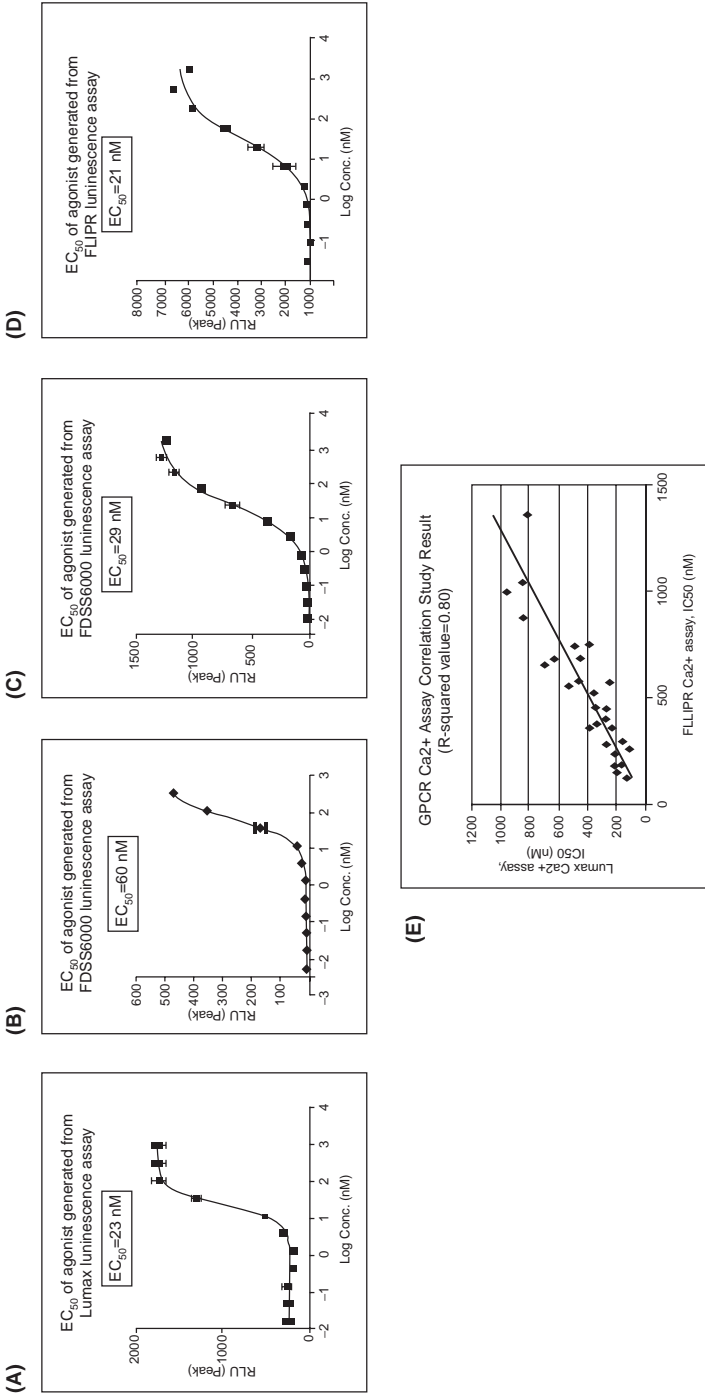 (A)
EC50 of agonist generated from
Lumax luninescence assay
EC50=23 nM
RLU (Peak)
2000
1000
0
–2 –1 0 1 2 3 4
Log Conc. (nM)
(B)
EC50 of agonist generated from
FDSS6000 luninescence assay
EC50=60 nM
RLU (Peak)
600
500
400
300
200
100
–3 –2 –1 0 1 2 3
Log Conc. (nM)
(C)
EC50 of agonist generated from
FDSS6000 luninescence assay
EC50=29 nM
RLU (Peak)
1500
1000
500
0
–2 –1 0 1 2 3 4
Log Conc. (nM)
(D)
EC50 of agonist generated from
FLIPR luninescence assay
EC50=21 nM
RLU (Peak)
8000
7000
6000
5000
4000
3000
2000
1000
–1 0 1 2 3 4
Log Conc. (nM)
(E)
GPCR Ca2+ Assay Correlation Study Result
(R-squared value=0.80)
Lumax Ca2+ assay,
IC50 (nM)
1200
1000
800
600
400
200
0
0 500 1000 1500
FLLIPR Ca2+ assay, IC50 (nM)